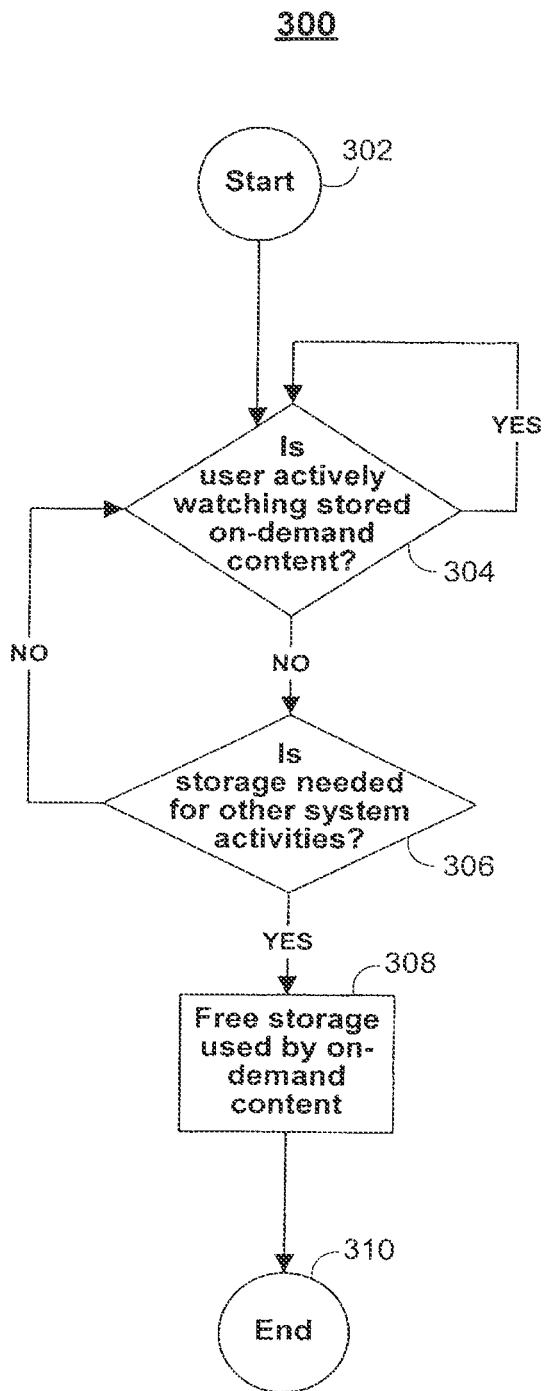 300
Start
302
Is
user actively
watching stored
on-demand
content?
YES
304
NO
NO
Is
storage needed
for other system
activities?
306
YES
308
Free storage
used by on-
demand
content
310
End